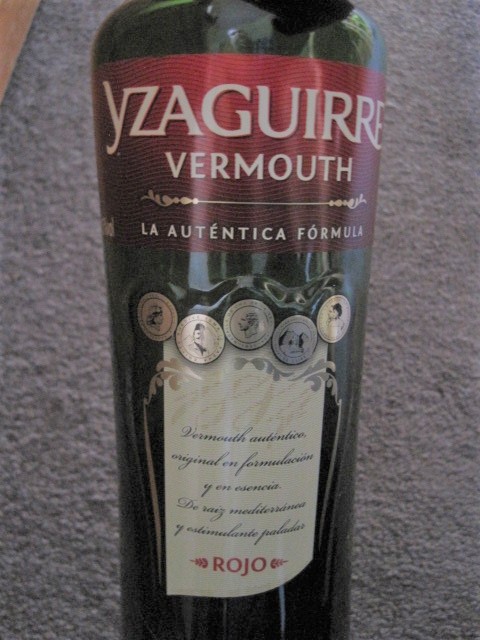 YZAGUIRRE
VERMOUTH
LA AUTÉNTICA FÓRMULA
Vermouth auténtico,
original en formulación
y en esencia.
De raíz mediterránea
y estimulante paladar
ROJO